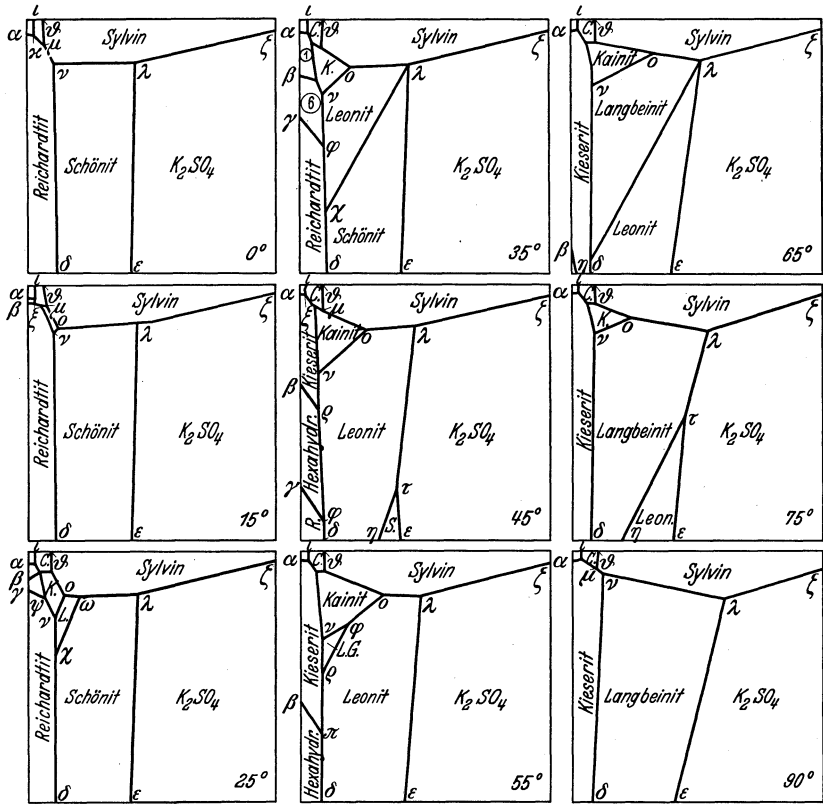 ι
α ϑ. Sylvin ξ
ϰ μ
ν λ
Reichardtit Schönit K₂SO₄
δ ε 0°
ι
α C. ϑ. Sylvin ξ
① K.
β o λ
⑥ ν Leonit
γ φ
K₂SO₄
Reichardtit χ Schönit
δ ε 35°
ι
α C. ϑ. Sylvin ξ
Kainit o λ
ν Langbeinit
Kieserit K₂SO₄
Leonit
β η δ ε 65°
ι
α ϑ. Sylvin ξ
β μ
ξ o
ν λ
Reichardtit Schönit K₂SO₄
δ ε 15°
ι
α C. ϑ. Sylvin ξ
ξ μ
Kieserit Kainit o λ
β ν
ϱ
Hexahydr. Leonit K₂SO₄
γ τ
R. φ
δ η S. ε 45°
ι
α C. ϑ. Sylvin ξ
K. o λ
ν
Kieserit Langbeinit τ K₂SO₄
Leon.
δ η ε 75°
ι
α C. ϑ. Sylvin ξ
β K. o
γ ψ ν L. ω λ
χ
Reichardtit Schönit K₂SO₄
δ ε 25°
ι
α C. ϑ. Sylvin ξ
Kainit o λ
ν φ
L.G.
Kieserit ϱ
β Leonit K₂SO₄
π
Hexahydr.
δ ε 55°
ι
α C. ϑ. Sylvin ξ
μ ν
λ
Kieserit Langbeinit K₂SO₄
δ ε 90°